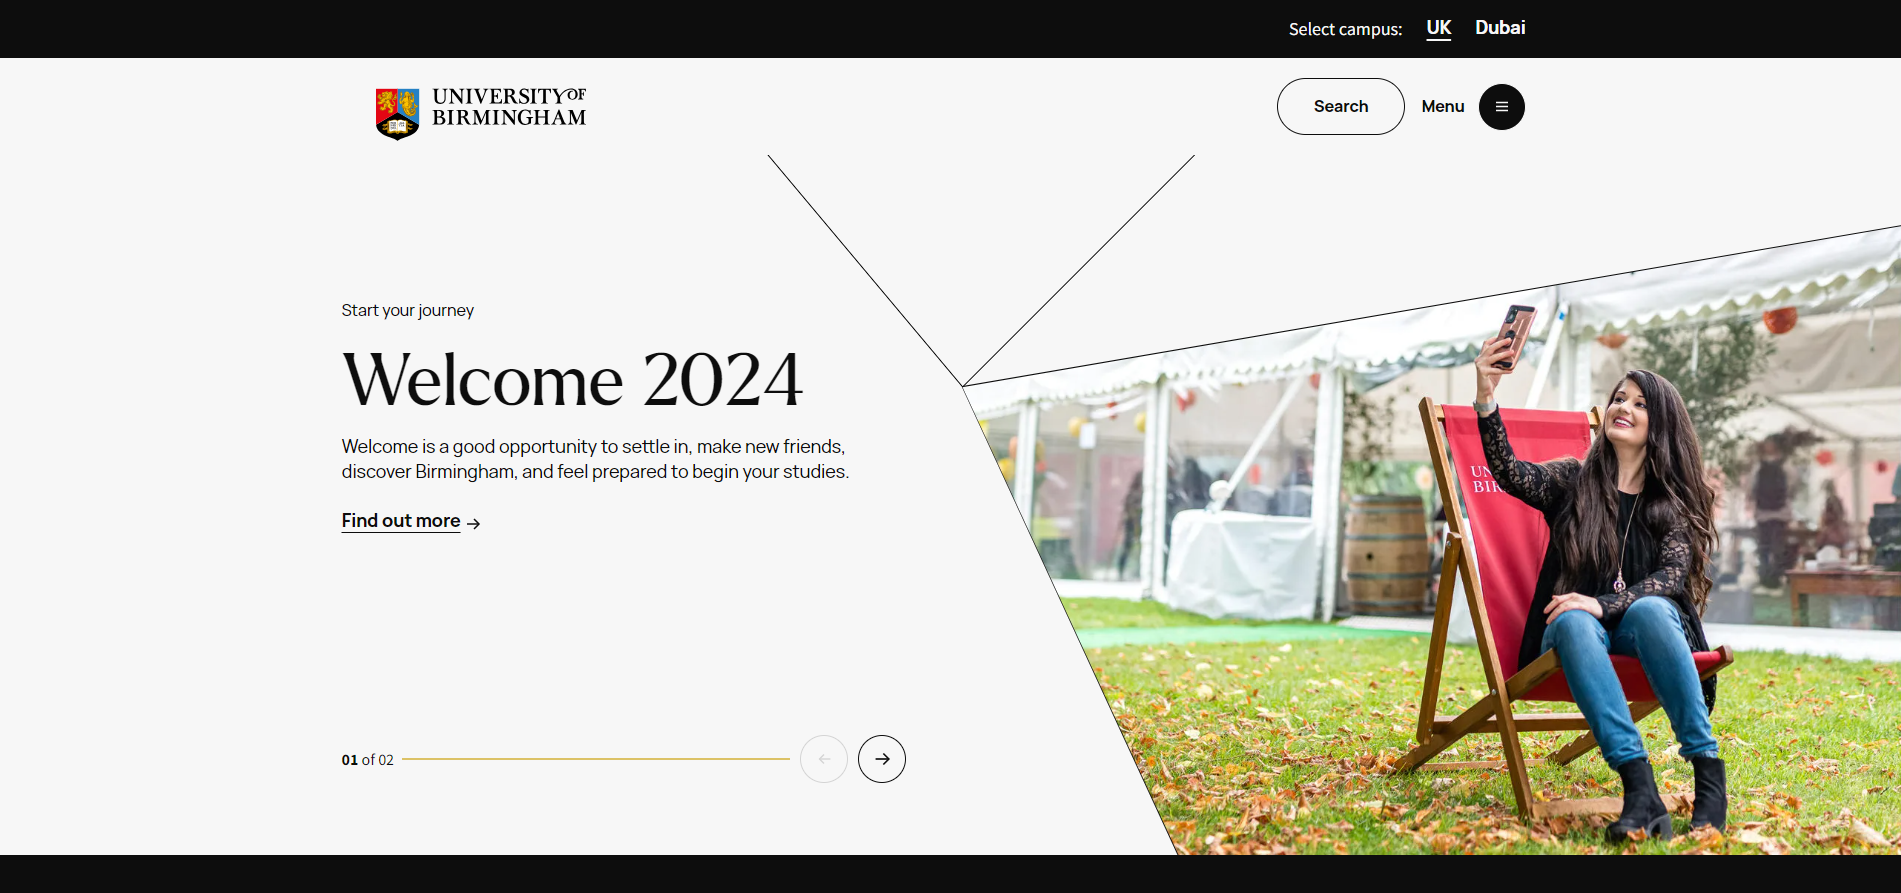 Select campus: UK Dubai
UNIVERSITY OF
BIRMINGHAM
Search Menu
Start your journey
Welcome 2024
Welcome is a good opportunity to settle in, make new friends,
discover Birmingham, and feel prepared to begin your studies.
Find out more
01 of 02
UN
BIR